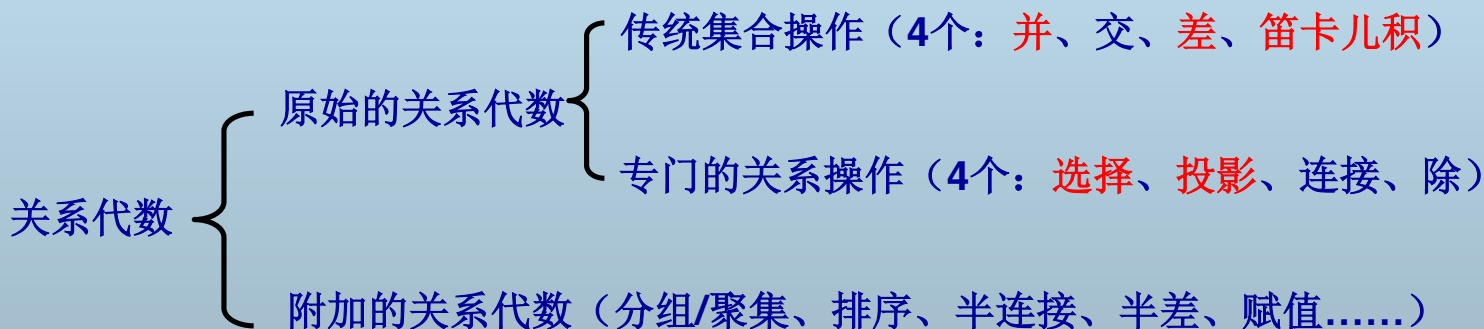 传统集合操作（4个：并、交、差、笛卡儿积）
原始的关系代数
专门的关系操作（4个：选择、投影、连接、除）
关系代数
附加的关系代数（分组/聚集、排序、半连接、半差、赋值......）